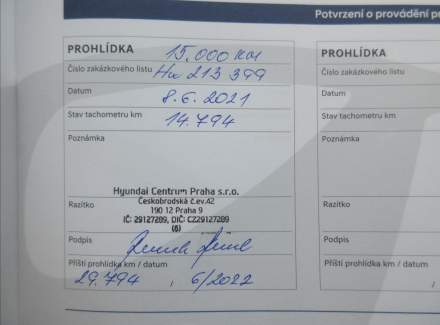 Potvrzení o provádění
PROHLÍDKA 15.000 KM
Číslo zakázkového listu Hu 213 399
Datum 8.6.2021
Stav tachometru km 14.794
Poznámka
Hyundai Centrum Praha s.r.o.
Českobrodská č.ev.42
Razítko 190 12 Praha 9
IČ: 29127289, DIČ: CZ29127289
(6)
Podpis
Příští prohlídka km / datum
29.794 , 6/2022
PROHLÍDKA
Číslo zakázkového listu
Datum
Stav tachometru km
Poznámka
Razítko
Podpis
Příští prohlídka km / datum